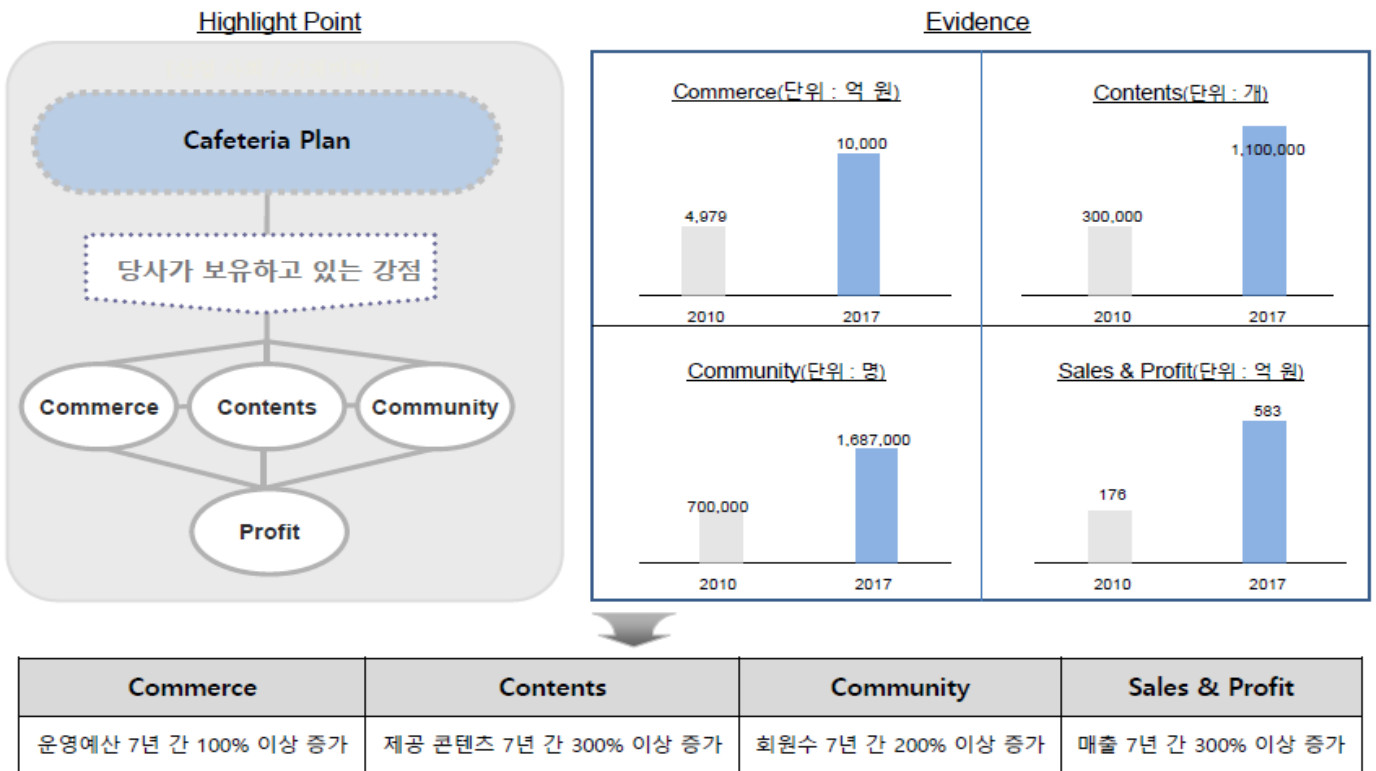 Highlight Point
Cafeteria Plan
당사가 보유하고 있는 강점
Commerce
Contents
Community
Profit
Evidence
Commerce(단위 : 억 원)
10,000
4,979
2010
2017
Contents(단위 : 개)
1,100,000
300,000
2010
2017
Community(단위 : 명)
1,687,000
700,000
2010
2017
Sales & Profit(단위 : 억 원)
583
176
2010
2017
Commerce
Contents
Community
Sales & Profit
운영예산 7년 간 100% 이상 증가
제공 콘텐츠 7년 간 300% 이상 증가
회원수 7년 간 200% 이상 증가
매출 7년 간 300% 이상 증가